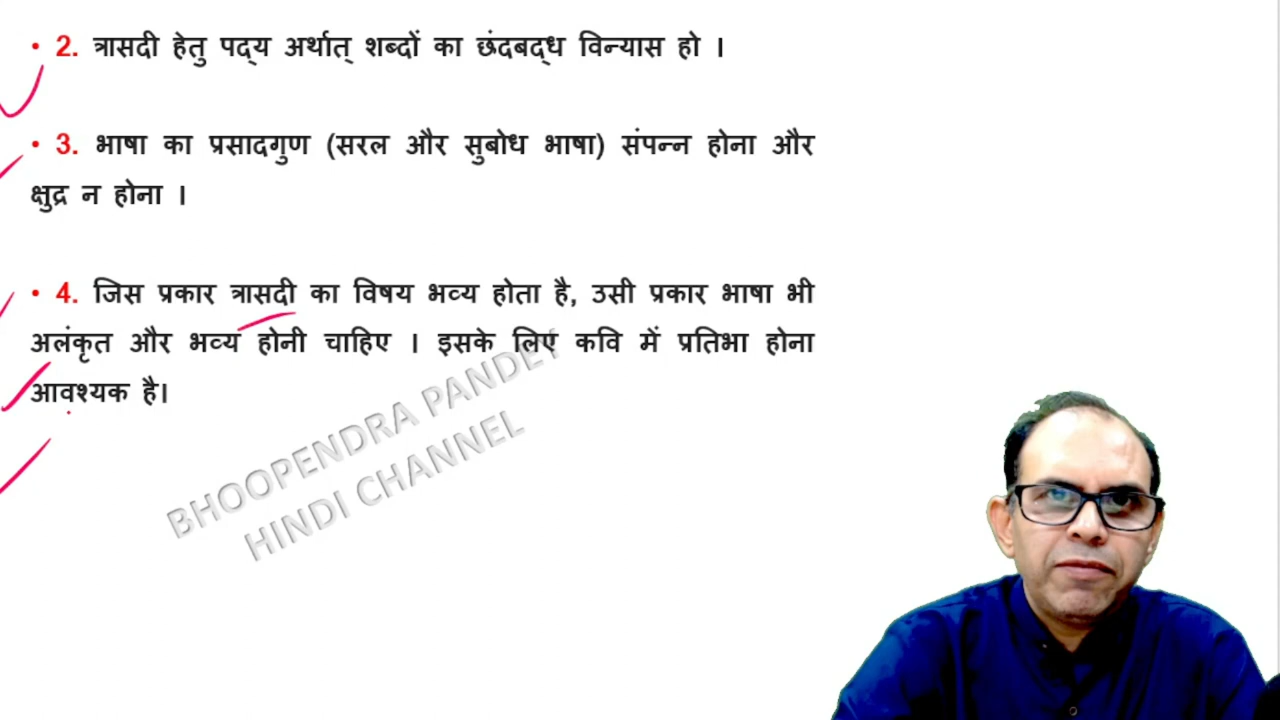 • 2. त्रासदी हेतु पद्य अर्थात् शब्दों का छंदबद्ध विन्यास हो ।
• 3. भाषा का प्रसादगुण (सरल और सुबोध भाषा) संपन्न होना और
क्षुद्र न होना ।
• 4. जिस प्रकार त्रासदी का विषय भव्य होता है, उसी प्रकार भाषा भी
अलंकृत और भव्य होनी चाहिए । इसके लिए कवि में प्रतिभा होना
आवश्यक है।
BHOOPENDRA PANDEY
HINDI CHANNEL